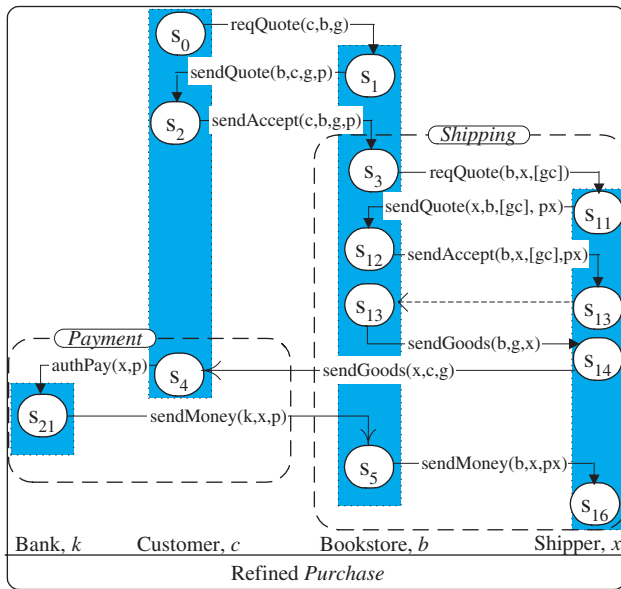 s0 reqQuote(c,b,g)
sendQuote(b,c,g,p) s1
s2 sendAccept(c,b,g,p)
Shipping
s3 reqQuote(b,x,[gc])
sendQuote(x,b,[gc], px) s11
s12 sendAccept(b,x,[gc],px)
s13 s13
Payment sendGoods(b,g,x)
authPay(x,p) s4 sendGoods(x,c,g) s14
s21 sendMoney(k,x,p)
s5 sendMoney(b,x,px)
s16
Bank, k Customer, c Bookstore, b Shipper, x
Refined Purchase